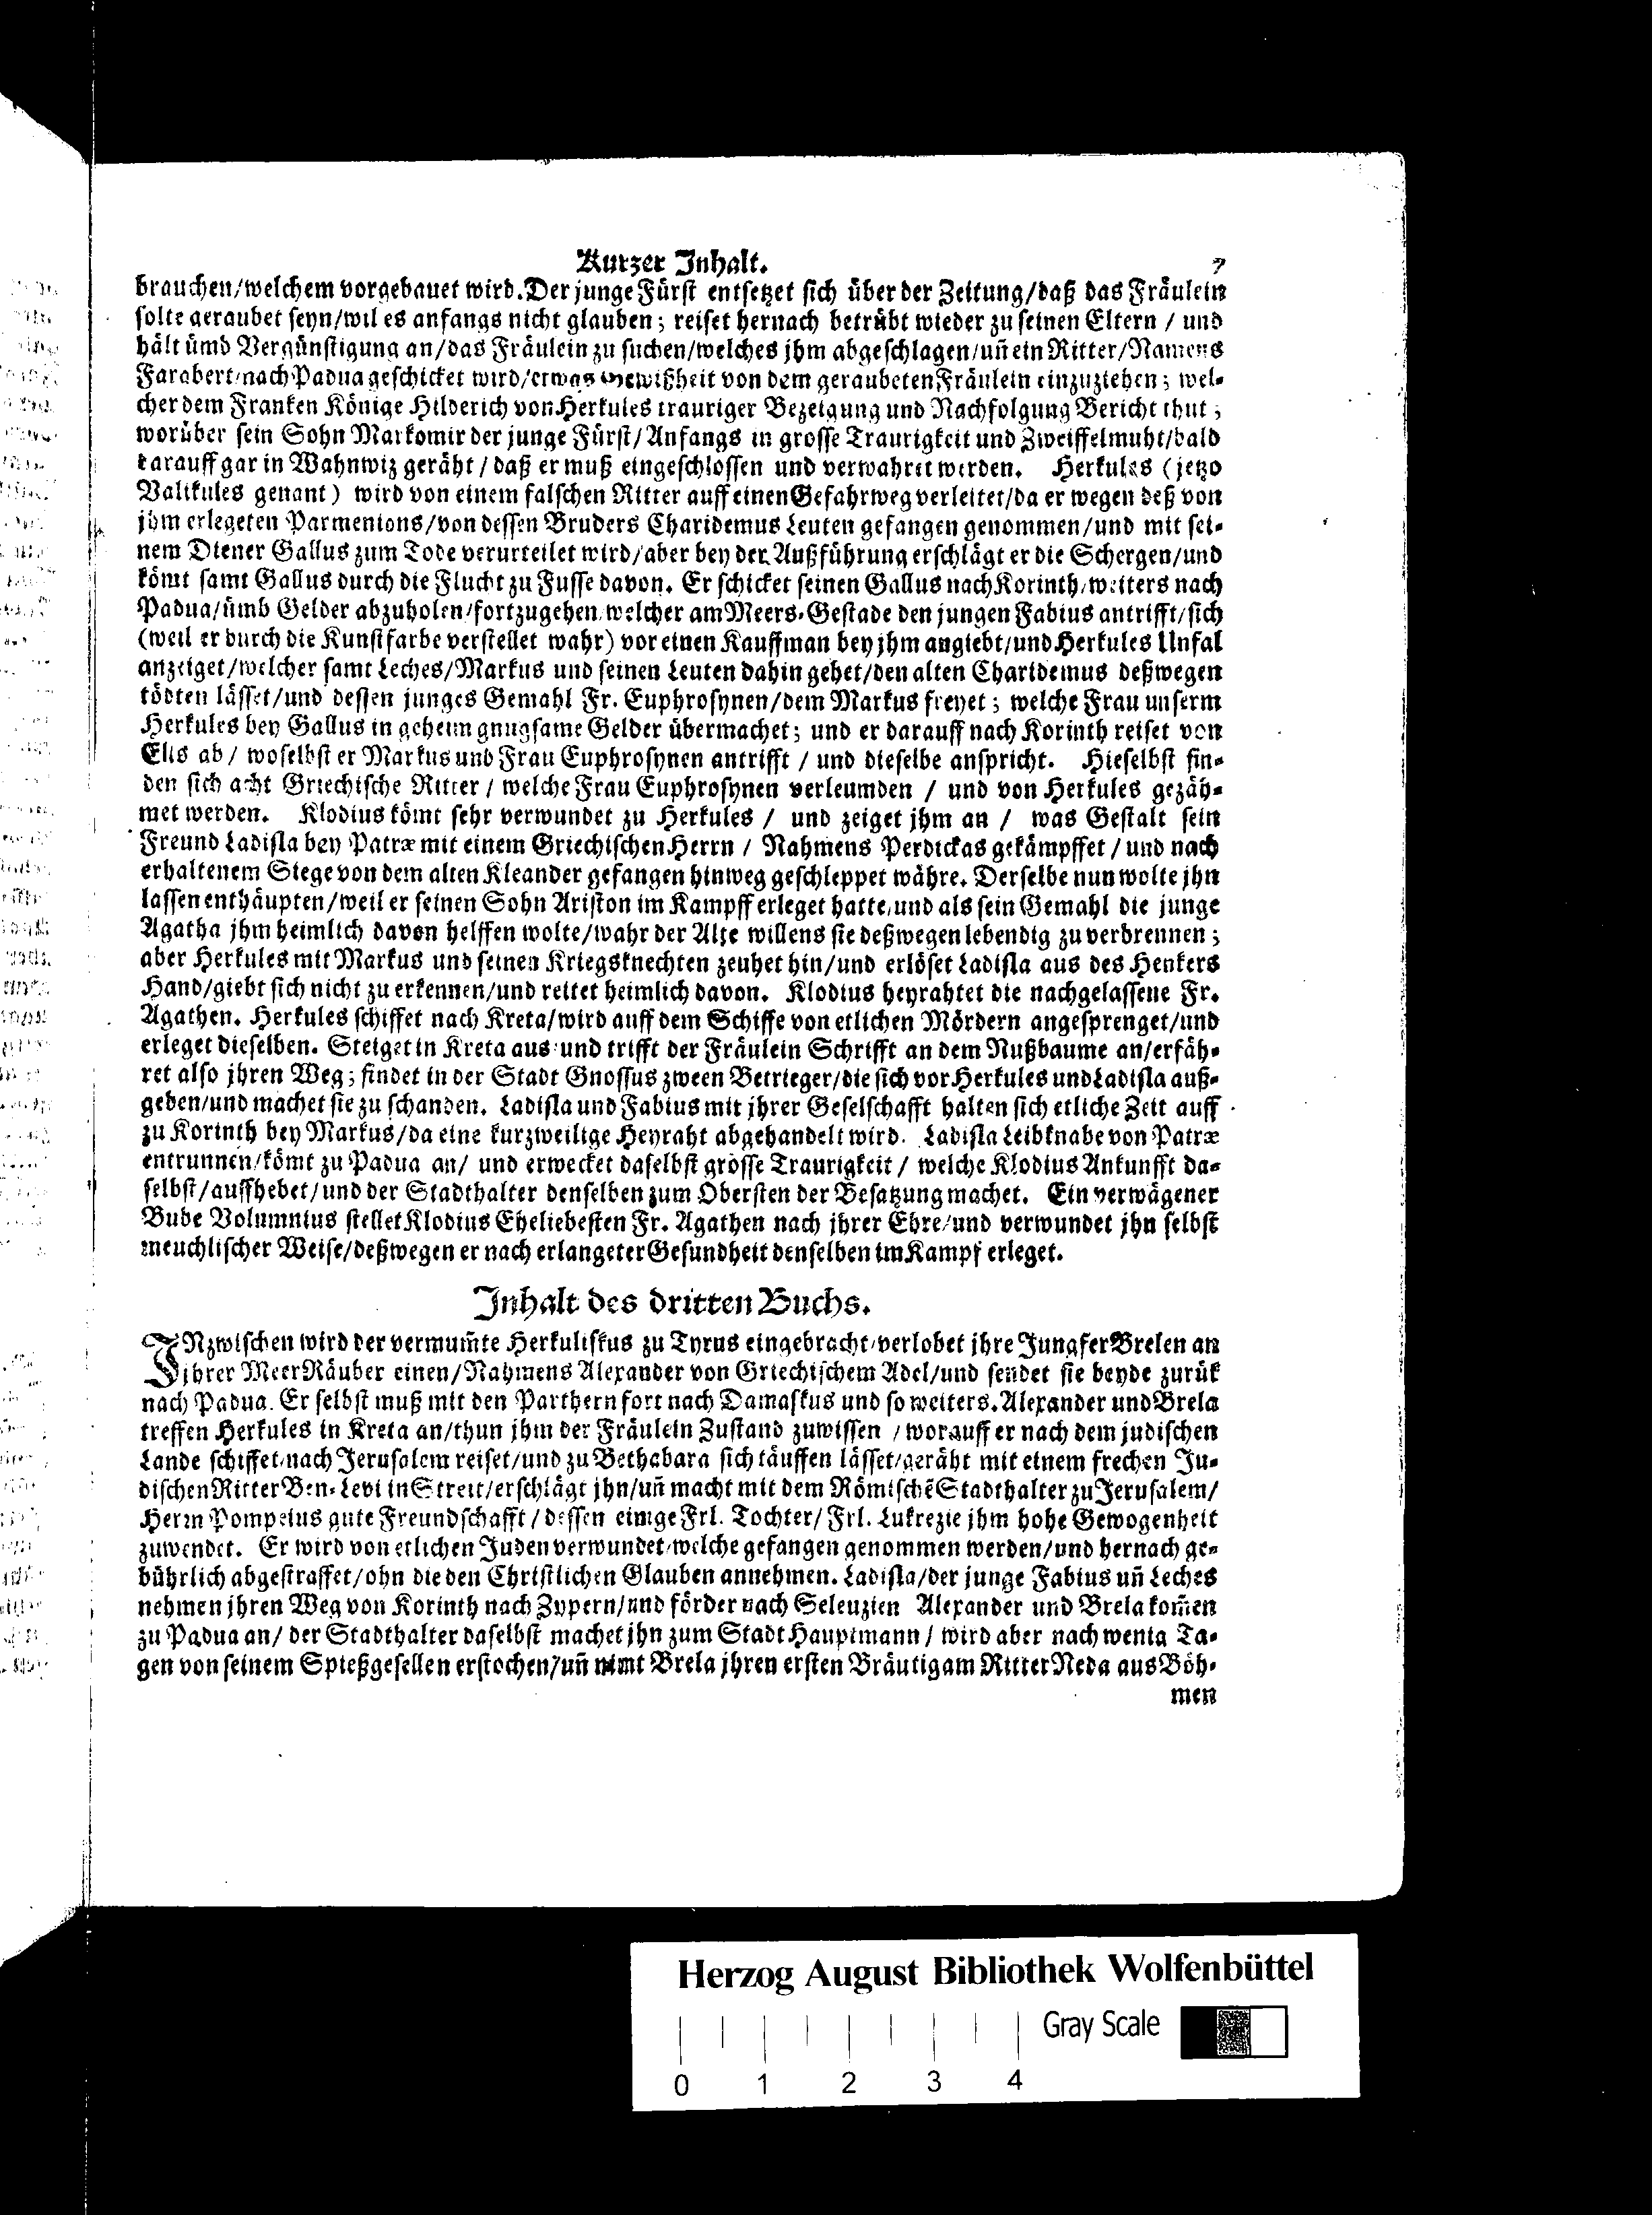 Kurzer Inhalt. 7
brauchen/welchem vorgebauet wird. Der junge Fürst entsetzet sich über der Zeitung/daß das Fräulein
solte geraubet seyn/wil es anfangs nicht glauben; reiset hernach betrübt wieder zu seinen Eltern / und
hält ümb Vergünstigung an/das Fräulein zu suchen/welches jhm abgeschlagen/uñ ein Ritter/Namens
Farabert/nach Padua geschicket wird/etwas Gewißheit von dem geraubeten Fräulein einzuziehen; wel-
cher dem Franken Könige Hilderich von Herkules trauriger Bezeigung und Nachfolgung Bericht thut;
worüber sein Sohn Markomir der junge Fürst/Anfangs in grosse Traurigkeit und Zweiffelmuht/bald
darauff gar in Wahnwiz geräht / daß er muß eingeschlossen und verwahret werden. Herkules (jetzo
Valikules genant) wird von einem falschen Ritter auff einen Gefahrweg verleitet/da er wegen deß von
jhm erlegeten Parmenions/von dessen Bruders Charidemus Leuten gefangen genommen/und mit sei-
nem Diener Gallus zum Tode verurteilet wird/aber bey der Außführung erschlägt er die Schergen/und
kömt samt Gallus durch die Flucht zu Fusse davon. Er schicket seinen Gallus nach Korinth/weiters nach
Padua/ümb Gelder abzuholen/fortzugehen/welcher am Meers-Gestade den jungen Fabius antrifft/sich
(weil er durch die Kunstfarbe verstellet wahr) vor einen Kauffman bey jhm angiebt/und Herkules Unfal
anzeiget/welcher samt Leches/Markus und seinen Leuten dahin gehet/den alten Charidemus deßwegen
tödten lässet/und dessen junges Gemahl Fr. Euphrosynen/dem Markus freyet; welche Frau unserm
Herkules bey Gallus in geheim gnugsame Gelder übermachet; und er darauff nach Korinth reiset von
Elis ab / woselbst er Markus und Frau Euphrosynen antrifft / und dieselbe anspricht. Hieselbst fin-
den sich acht Griechische Ritter / welche Frau Euphrosynen verleumden / und von Herkules gezäh-
met werden. Klodius kömt sehr verwundet zu Herkules / und zeiget jhm an / was Gestalt sein
Freund Ladisla bey Patræ mit einem Griechischen Herrn / Nahmens Perdickas gekämpffet / und nach
erhaltenem Siege von dem alten Kleander gefangen hinweg geschleppet währe. Derselbe nun wolte jhn
lassen enthäupten/weil er seinen Sohn Ariston im Kampff erleget hatte/und als sein Gemahl die junge
Agatha jhm heimlich davon helffen wolte/wahr der Alte willens sie deßwegen lebendig zu verbrennen;
aber Herkules mit Markus und seinen Kriegsknechten zeuhet hin/und erlöset Ladisla aus des Henkers
Hand/giebt sich nicht zu erkennen/und reitet heimlich davon. Klodius heyrahtet die nachgelassene Fr.
Agathen. Herkules schiffet nach Kreta/wird auff dem Schiffe von etlichen Mördern angesprenget/und
erleget dieselben. Steiget in Kreta aus und trifft der Fräulein Schrifft an dem Nußbaume an/erfäh-
ret also jhren Weg; findet in der Stadt Gnossus zween Betrieger/die sich vor Herkules und Ladisla auß-
geben/und machet sie zu schanden. Ladisla und Fabius mit jhrer Geselschafft halten sich etliche Zeit auff
zu Korinth bey Markus/da eine kurzweilige Heyraht abgehandelt wird. Ladisla Leibknabe von Patræ
entrunnen/kömt zu Padua an/ und erwecket daselbst grosse Traurigkeit / welche Klodius Ankunfft da-
selbst/auffhebet/und der Stadthalter denselben zum Obersten der Besatzung machet. Ein verwägener
Bube Volumnius stellet Klodius Eheliebesten Fr. Agathen nach jhrer Ehre/und verwundet jhn selbst
meuchlischer Weise/deßwegen er nach erlangeter Gesundheit denselben im Kampf erleget.
Inhalt des dritten Buchs.
INzwischen wird der vermum̃te Herkuliskus zu Tyrus eingebracht/verlobet jhre Jungfer Brelen an
jhrer MeerRäuber einen/Nahmens Alexander von Griechischem Adel/und sendet sie beyde zurük
nach Padua. Er selbst muß mit den Parthern fort nach Damaskus und so weiters. Alexander und Brela
treffen Herkules in Kreta an/thun jhm der Fräulein Zustand zuwissen / worauff er nach dem judischen
Lande schiffet/nach Jerusalem reiset/und zu Bethabara sich täuffen lässet/geräht mit einem frechen Ju-
dischen Ritter Ben-Levi in Streit/erschlägt jhn/uñ macht mit dem Römischẽ Stadthalter zu Jerusalem/
Herrn Pompeius gute Freundschafft / dessen einige Frl. Tochter/ Frl. Lukrezie jhm hohe Gewogenheit
zuwendet. Er wird von etlichen Juden verwundet/welche gefangen genommen werden/und hernach ge-
bührlich abgestraffet/ohn die den Christlichen Glauben annehmen. Ladisla/der junge Fabius uñ Leches
nehmen jhren Weg von Korinth nach Zypern/und förder nach Seleuzien Alexander und Brela kom̃en
zu Padua an/ der Stadthalter daselbst machet jhn zum Stadt Hauptmann / wird aber nach wenig Ta-
gen von seinem Spießgesellen erstochen/uñ nimt Brela jhren ersten Bräutigam Ritter Neda aus Böh-
men
Herzog August Bibliothek Wolfenbüttel
Gray Scale
0 1 2 3 4